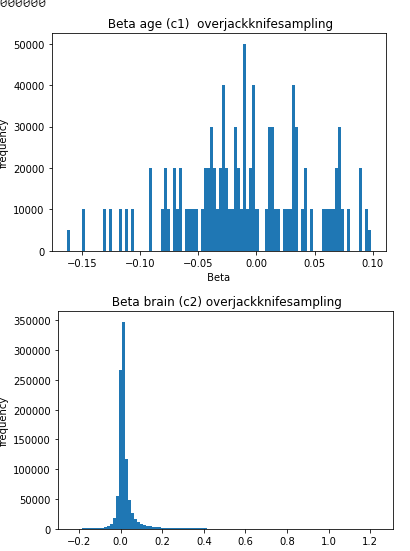 000000
Beta age (c1) overjackknifesampling
50000
40000
30000
20000
10000
0
frequency
−0.15 −0.10 −0.05 0.00 0.05 0.10
Beta
Beta brain (c2) overjackknifesampling
350000
300000
250000
200000
150000
100000
50000
0
frequency
−0.2 0.0 0.2 0.4 0.6 0.8 1.0 1.2